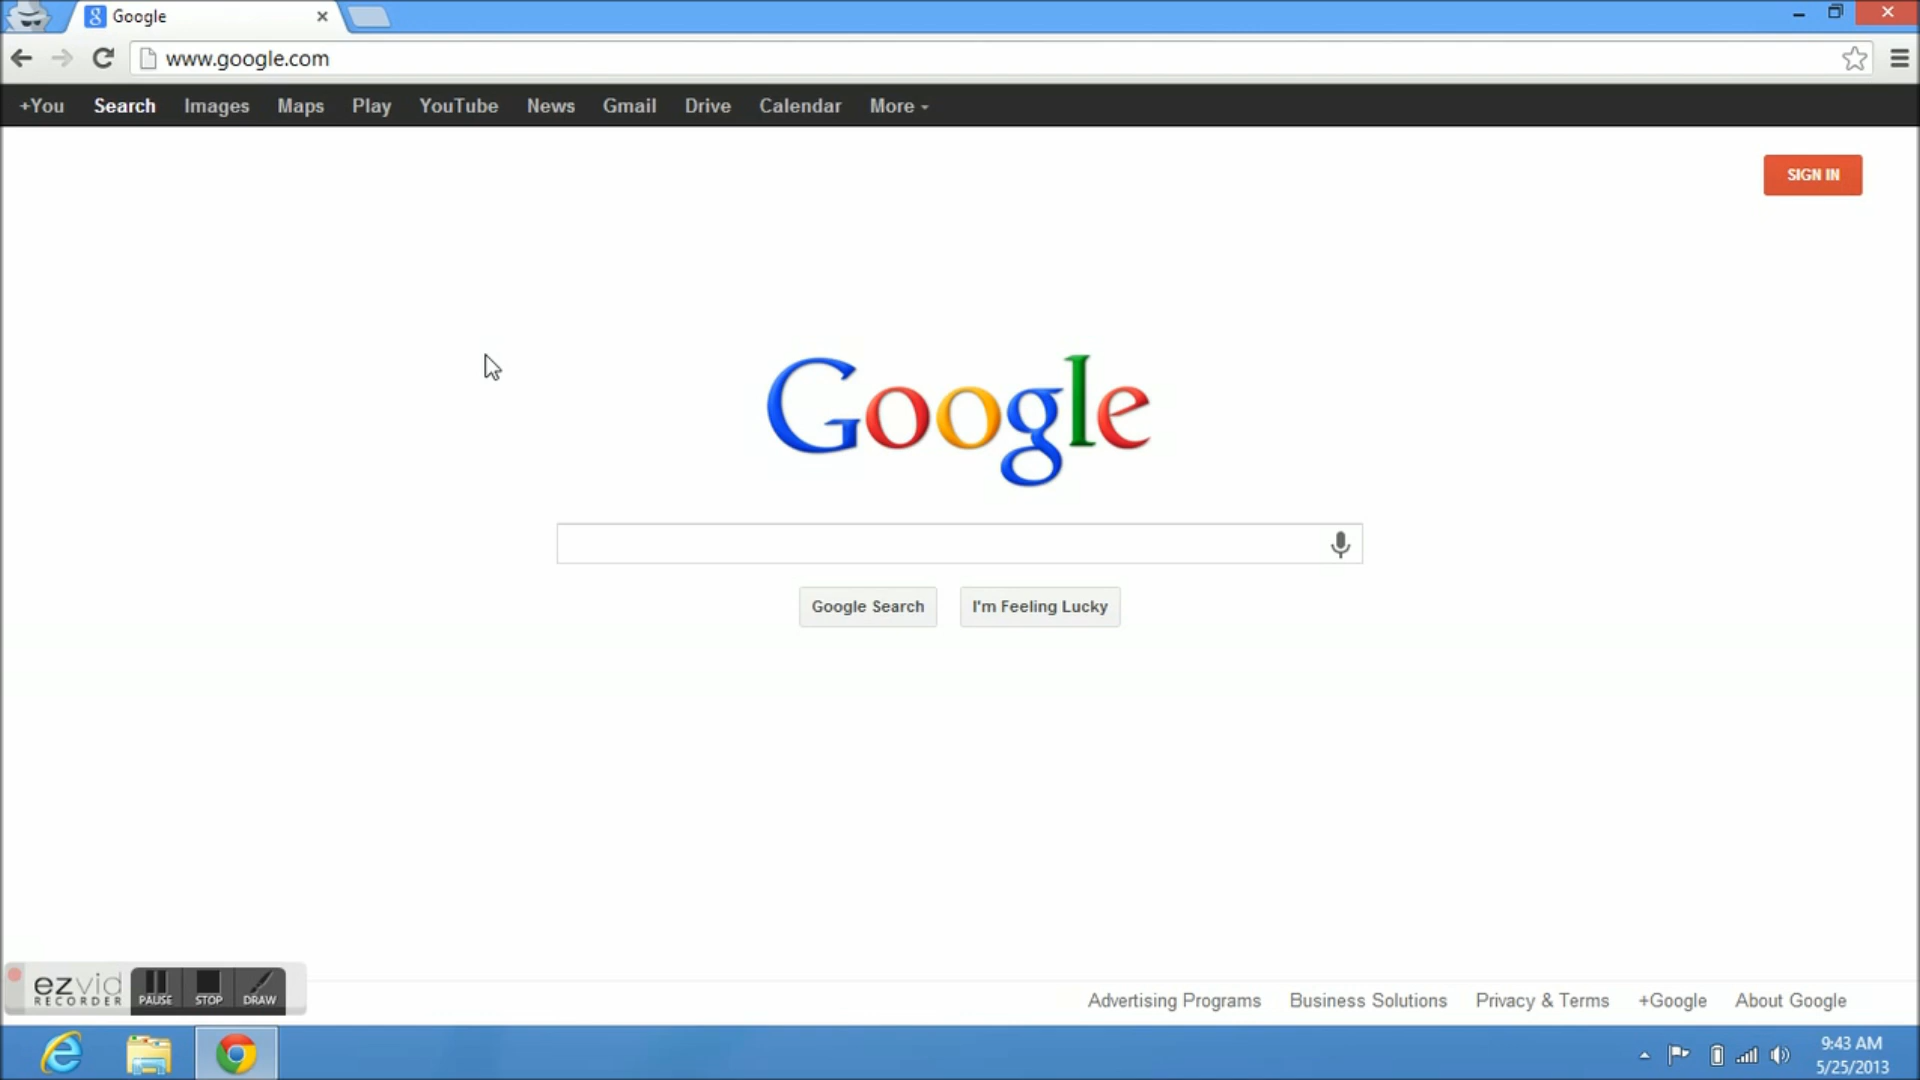 Google
www.google.com
+You Search Images Maps Play YouTube News Gmail Drive Calendar More
SIGN IN
Google
Google Search I'm Feeling Lucky
ezvid
RECORDER
PAUSE STOP DRAW
Advertising Programs Business Solutions Privacy & Terms +Google About Google
9:43 AM
5/25/2013